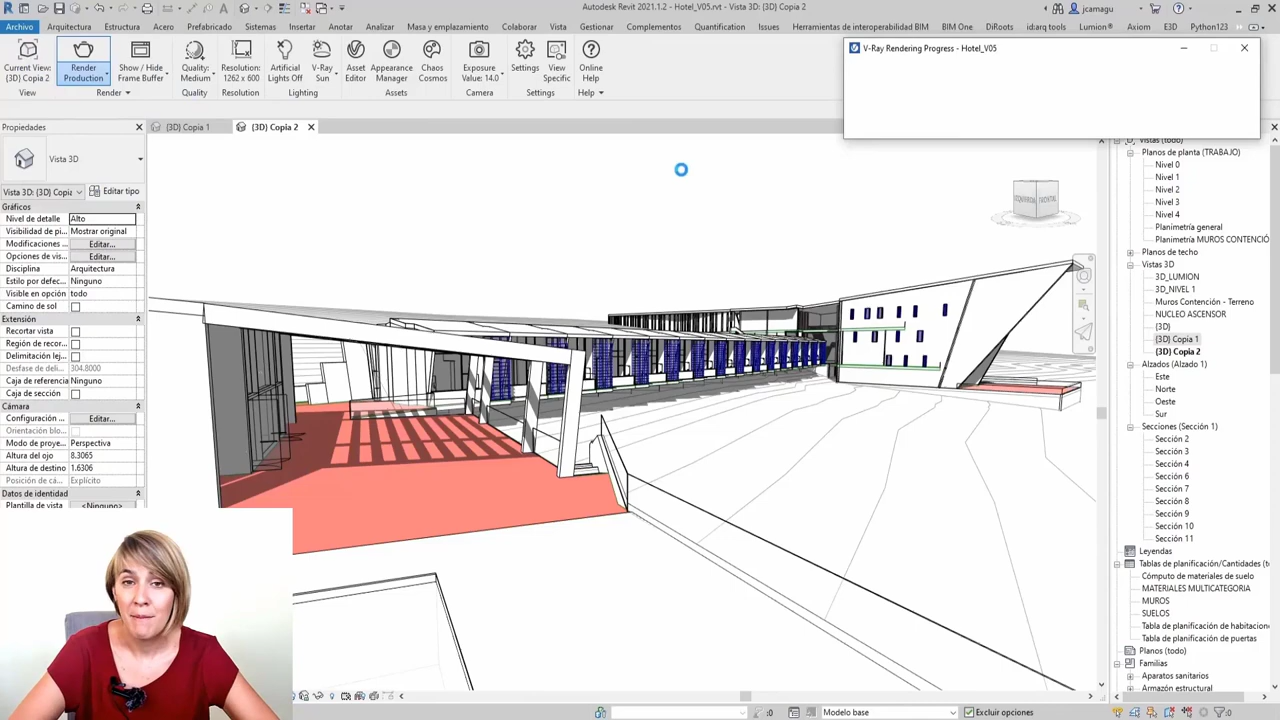 Autodesk Revit 2021.1.2 - Hotel_V05.rvt - Vista 3D: {3D} Copia 2
jcamagu
Archivo Arquitectura Estructura Acero Prefabricado Sistemas Insertar Anotar Masa y emplazamiento Colaborar Vista Gestionar Complementos Enscape™ Issues Herramientas de interoperabilidad BIM BIM One DiRoots id:arq tools Lumion® Axiom E3D Python123
Current View: {3D} Copia 2
Render Production
Show / Hide Frame Buffer
Quality: Medium
Resolution: 1262 x 600
Artificial Lights Off
V-Ray Sun
Asset Editor
Appearance Manager
Chaos Cosmos
Exposure Value: 14.0
Settings
View Specific
Online Help
View Render Quality Resolution Lighting Assets Camera Settings Help
V-Ray Rendering Progress - Hotel_V05
Propiedades
{3D} Copia 1
{3D} Copia 2
Vista 3D
Vista 3D: {3D} Copia
Editar tipo
Gráficos
Nivel de detalle Alto
Visibilidad de pi... Mostrar original
Modificaciones ... Editar...
Opciones de vis... Editar...
Disciplina Arquitectura
Estilo por defec... Ninguno
Visible en opción todo
Camino de sol
Extensión
Recortar vista
Región de recor...
Delimitación lej...
Desfase de deli... 304.8000
Caja de referencia Ninguno
Caja de sección
Cámara
Configuración ... Editar...
Orientación blo...
Modo de proye... Perspectiva
Altura del ojo 8.3065
Altura de destino 1.6306
Posición de cá... Explícito
Datos de identidad
Plantilla de vista <Ninguno>
FRONTAL
Vistas (todo)
Planos de planta (TRABAJO)
Nivel 0
Nivel 1
Nivel 2
Nivel 3
Nivel 4
Planimetría general
Planimetría MUROS CONTENCIÓ
Planos de techo
Vistas 3D
3D_LUMION
3D_NIVEL 1
Muros Contención - Terreno
NUCLEO ASCENSOR
{3D}
{3D} Copia 1
{3D} Copia 2
Alzados (Alzado 1)
Este
Norte
Oeste
Sur
Secciones (Sección 1)
Sección 2
Sección 3
Sección 4
Sección 6
Sección 7
Sección 8
Sección 9
Sección 10
Sección 11
Leyendas
Tablas de planificación/Cantidades (t
Cómputo de materiales de suelo
MATERIALES MULTICATEGORIA
MUROS
SUELOS
Tabla de planificación de habitacio
Tabla de planificación de puertas
Planos (todo)
Familias
Aparatos sanitarios
Armazón estructural
:0
Modelo base
Excluir opciones
:0